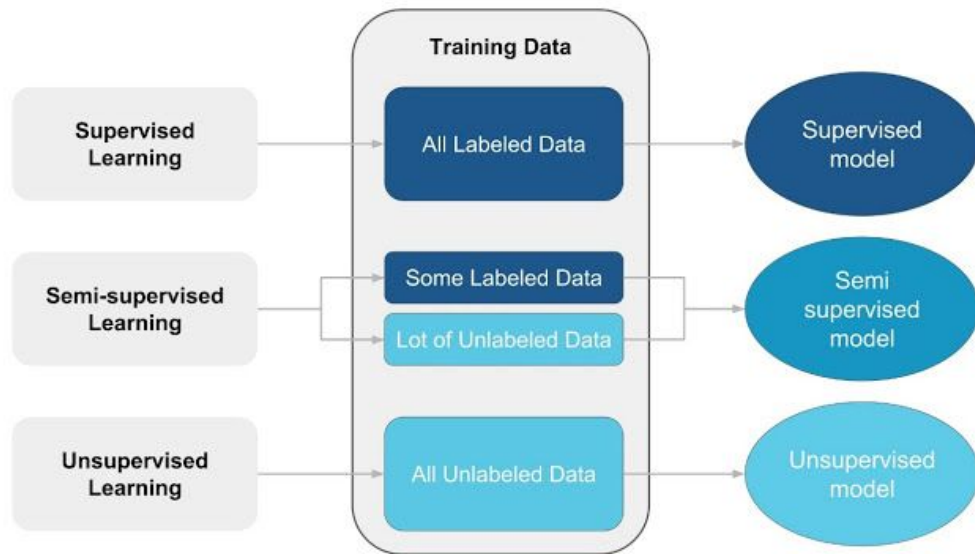 Training Data
Supervised
Learning
All Labeled Data
Supervised
model
Semi-supervised
Learning
Some Labeled Data
Lot of Unlabeled Data
Semi
supervised
model
Unsupervised
Learning
All Unlabeled Data
Unsupervised
model